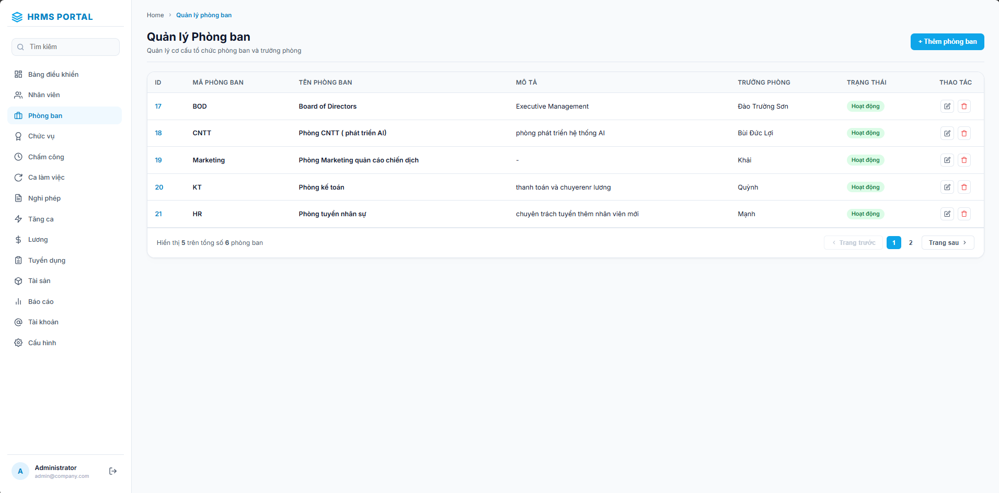 HRMS PORTAL
Tìm kiếm
Bảng điều khiển
Nhân viên
Phòng ban
Chức vụ
Chấm công
Ca làm việc
Nghỉ phép
Tăng ca
Lương
Tuyển dụng
Tài sản
Báo cáo
Tài khoản
Cấu hình
A
Administrator
admin@company.com
Home › Quản lý phòng ban
Quản lý Phòng ban
Quản lý cơ cấu tổ chức phòng ban và trưởng phòng
+ Thêm phòng ban
ID MÃ PHÒNG BAN TÊN PHÒNG BAN MÔ TẢ TRƯỞNG PHÒNG TRẠNG THÁI THAO TÁC
17 BOD Board of Directors Executive Management Đào Trường Sơn Hoạt động
18 CNTT Phòng CNTT ( phát triển AI) phòng phát triển hệ thống AI Bùi Đức Lợi Hoạt động
19 Marketing Phòng Marketing quản cáo chiến dịch - Khải Hoạt động
20 KT Phòng kế toán thanh toán và chuyerenr lương Quỳnh Hoạt động
21 HR Phòng tuyển nhân sự chuyên trách tuyển thêm nhân viên mới Mạnh Hoạt động
Hiển thị 5 trên tổng số 6 phòng ban
‹ Trang trước 1 2 Trang sau ›